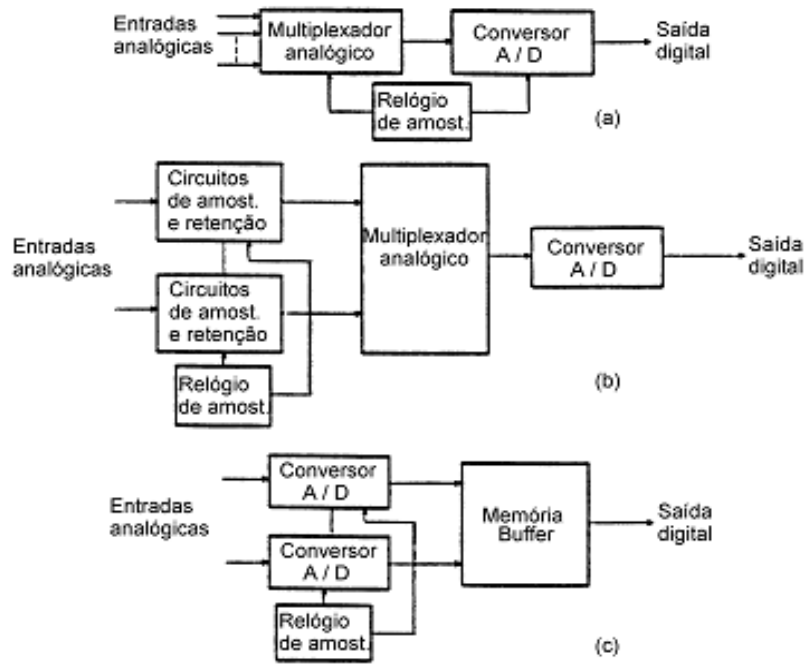 Entradas
analógicas
Multiplexador
analógico
Conversor
A / D
Saída
digital
Relógio
de amost.
(a)
Circuitos
de amost.
e retenção
Entradas
analógicas
Circuitos
de amost.
e retenção
Relógio
de amost.
Multiplexador
analógico
Conversor
A / D
Saída
digital
(b)
Entradas
analógicas
Conversor
A / D
Conversor
A / D
Relógio
de amost.
Memória
Buffer
Saída
digital
(c)